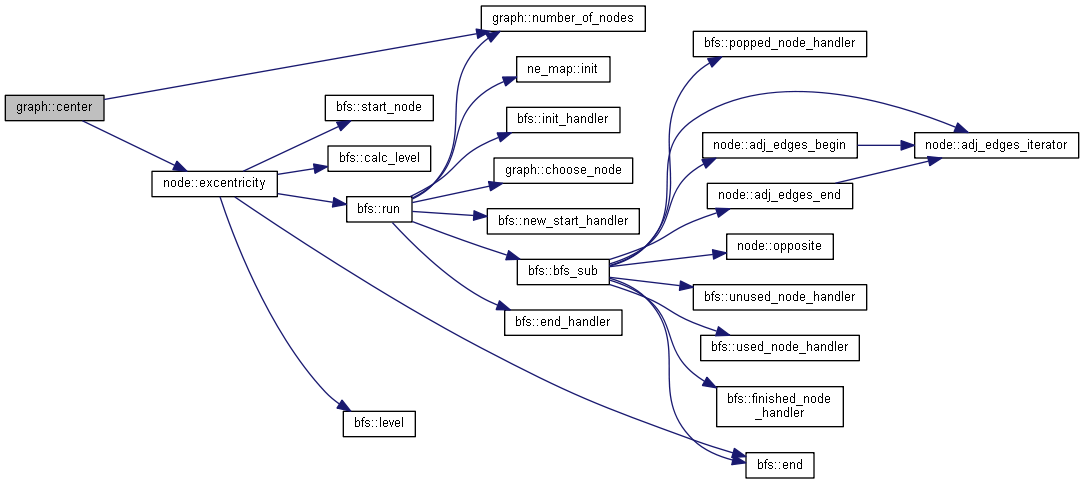 graph::center
node::excentricity
graph::number_of_nodes
bfs::start_node
bfs::calc_level
bfs::run
bfs::level
ne_map::init
bfs::init_handler
graph::choose_node
bfs::new_start_handler
bfs::bfs_sub
bfs::end_handler
bfs::popped_node_handler
node::adj_edges_begin
node::adj_edges_end
node::opposite
bfs::unused_node_handler
bfs::used_node_handler
bfs::finished_node
_handler
bfs::end
node::adj_edges_iterator